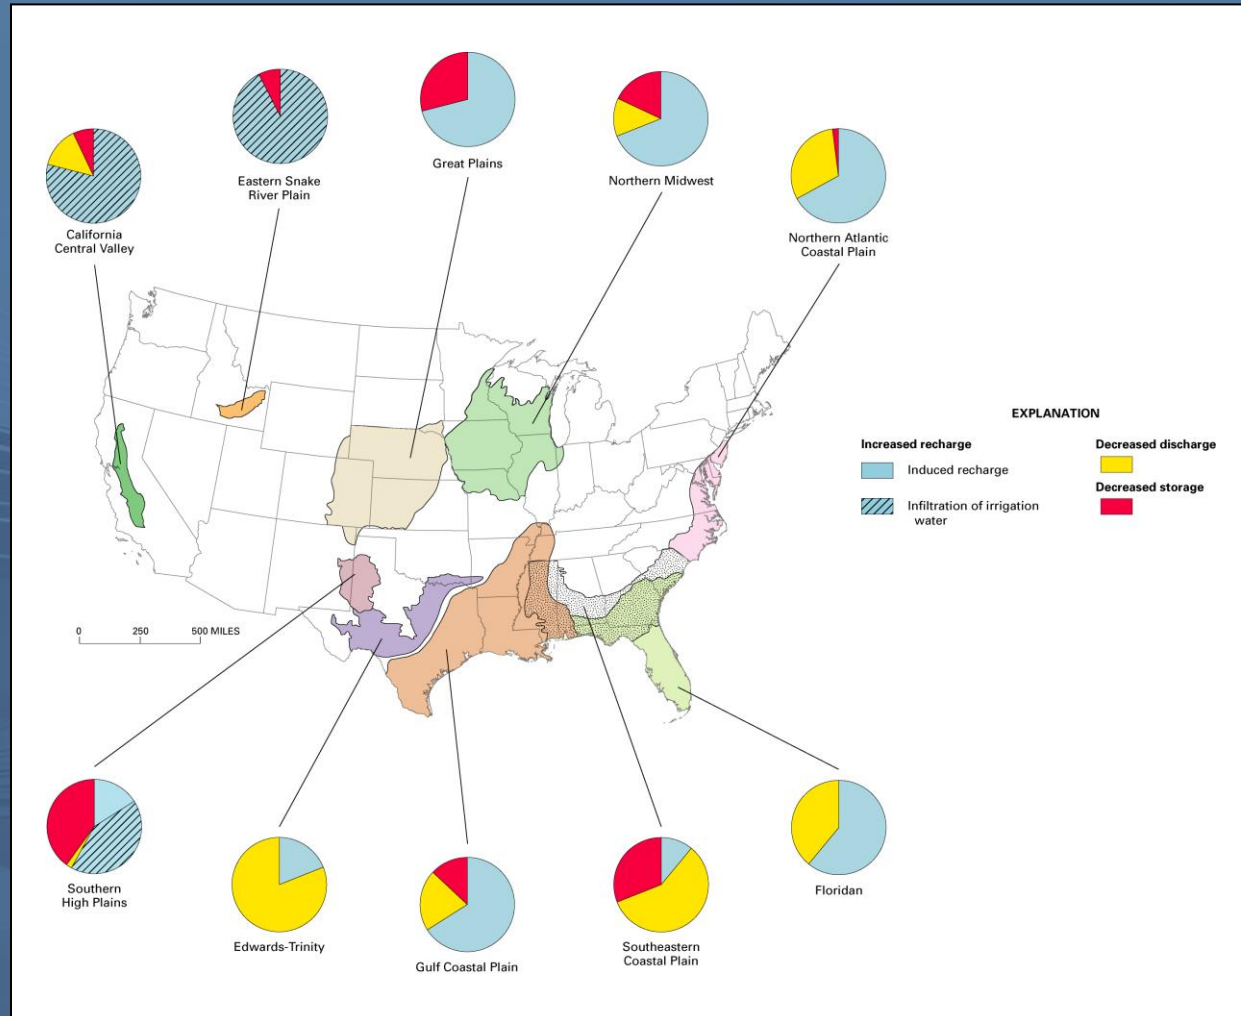 Great Plains
Eastern Snake
River Plain
Northern Midwest
California
Central Valley
Northern Atlantic
Coastal Plain
EXPLANATION
Increased recharge
Induced recharge
Infiltration of irrigation
water
Decreased discharge
Decreased storage
0 250 500 MILES
Southern
High Plains
Edwards-Trinity
Gulf Coastal Plain
Southeastern
Coastal Plain
Floridan